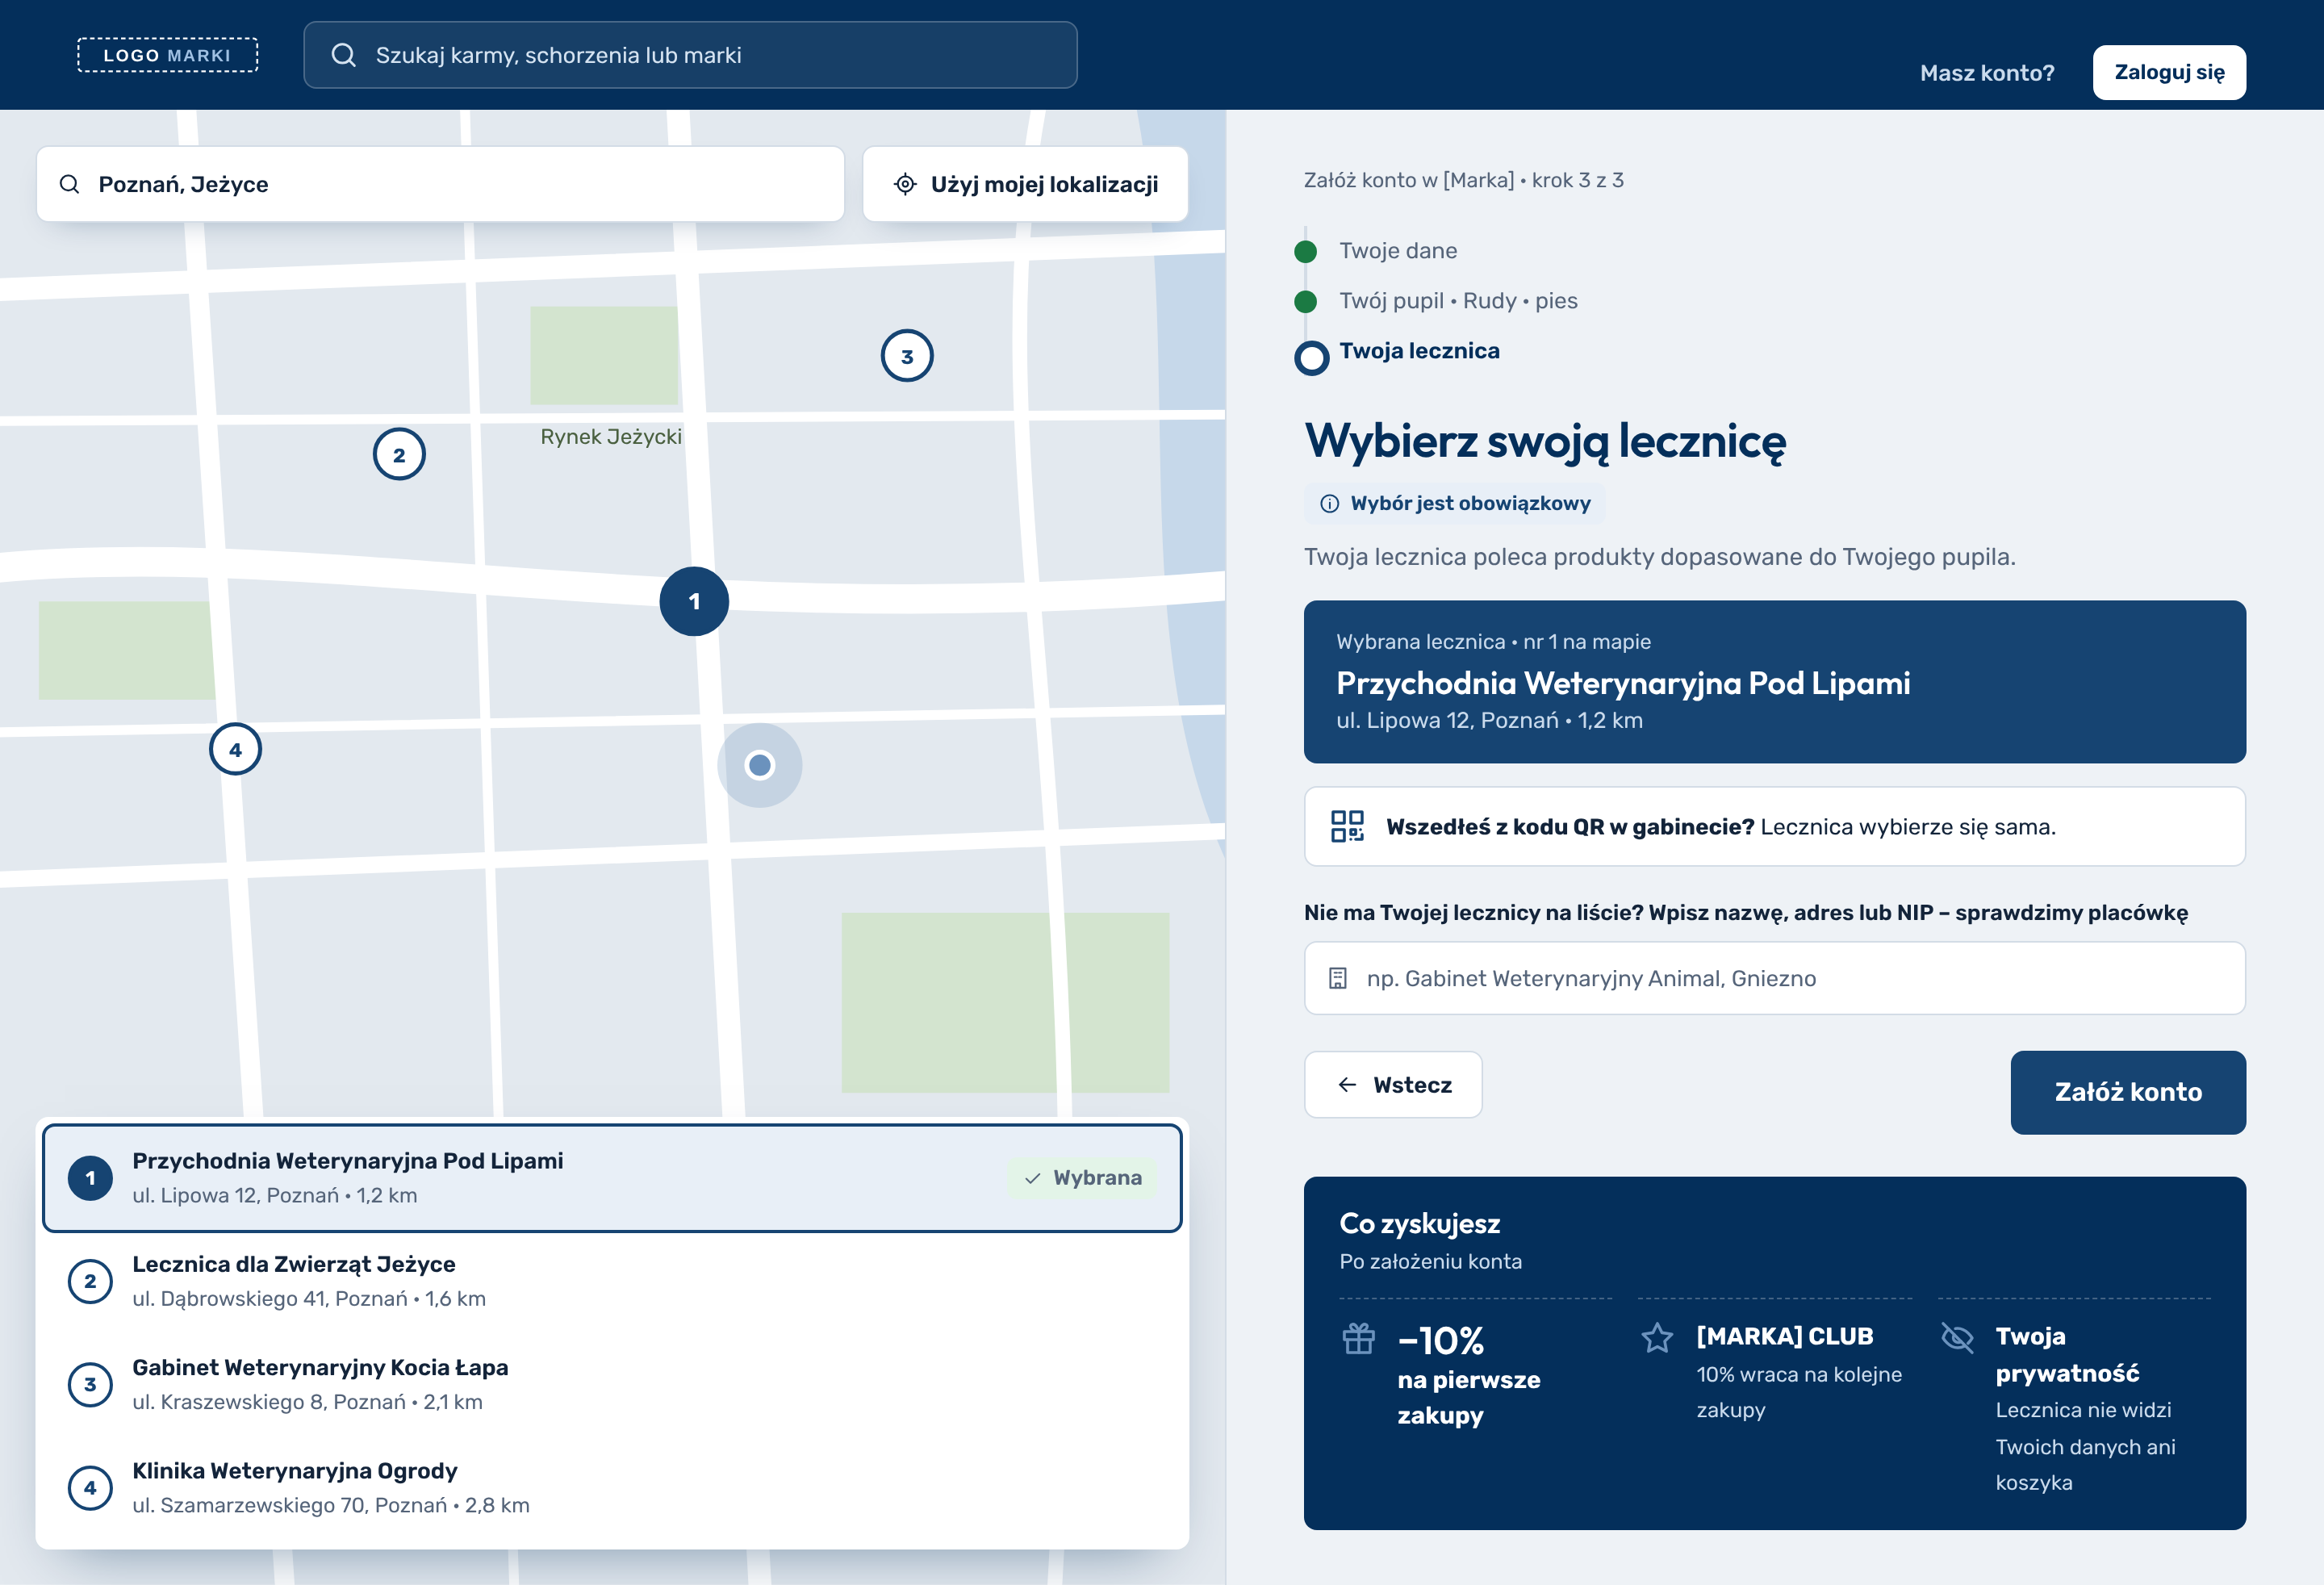 LOGO MARKI
Szukaj karmy, schorzenia lub marki
Masz konto?
Zaloguj się
Poznań, Jeżyce
Użyj mojej lokalizacji
3
Rynek Jeżycki
2
1
4
1
Przychodnia Weterynaryjna Pod Lipami
ul. Lipowa 12, Poznań • 1,2 km
Wybrana
2
Lecznica dla Zwierząt Jeżyce
ul. Dąbrowskiego 41, Poznań • 1,6 km
3
Gabinet Weterynaryjny Kocia Łapa
ul. Kraszewskiego 8, Poznań • 2,1 km
4
Klinika Weterynaryjna Ogrody
ul. Szamarzewskiego 70, Poznań • 2,8 km
Załóż konto w [Marka] • krok 3 z 3
Twoje dane
Twój pupil • Rudy • pies
Twoja lecznica
Wybierz swoją lecznicę
Wybór jest obowiązkowy
Twoja lecznica poleca produkty dopasowane do Twojego pupila.
Wybrana lecznica • nr 1 na mapie
Przychodnia Weterynaryjna Pod Lipami
ul. Lipowa 12, Poznań • 1,2 km
Wszedłeś z kodu QR w gabinecie? Lecznica wybierze się sama.
Nie ma Twojej lecznicy na liście? Wpisz nazwę, adres lub NIP – sprawdzimy placówkę
np. Gabinet Weterynaryjny Animal, Gniezno
Wstecz
Załóż konto
Co zyskujesz
Po założeniu konta
−10%
na pierwsze
zakupy
[MARKA] CLUB
10% wraca na kolejne
zakupy
Twoja
prywatność
Lecznica nie widzi
Twoich danych ani
koszyka